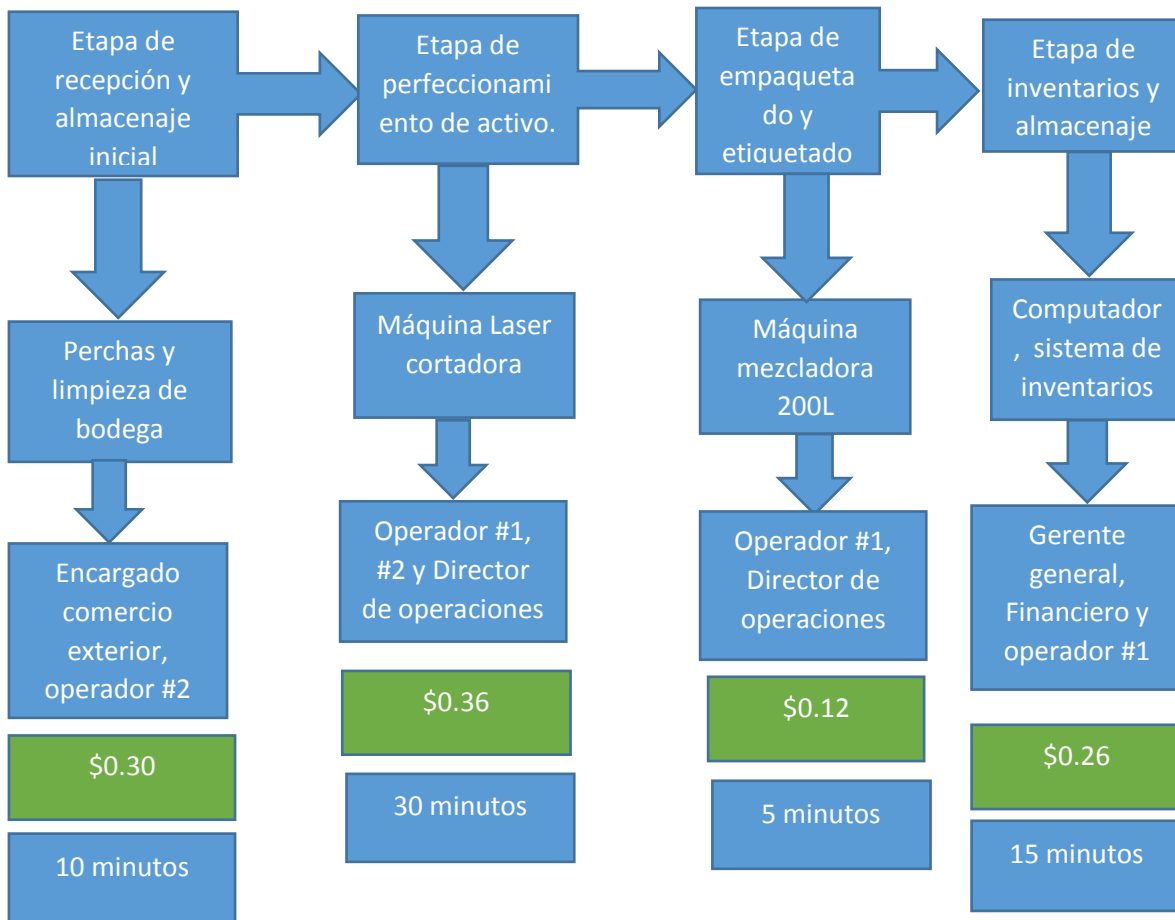 Etapa de
recepción y
almacenaje
inicial
Etapa de
perfeccionami
ento de activo.
Etapa de
empaqueta
do y
etiquetado
Etapa de
inventarios y
almacenaje
Perchas y
limpieza de
bodega
Máquina Laser
cortadora
Máquina
mezcladora
200L
Computador
, sistema de
inventarios
Encargado
comercio
exterior,
operador #2
Operador #1,
#2 y Director
de operaciones
Operador #1,
Director de
operaciones
Gerente
general,
Financiero y
operador #1
$0.30
$0.36
$0.12
$0.26
10 minutos
30 minutos
5 minutos
15 minutos